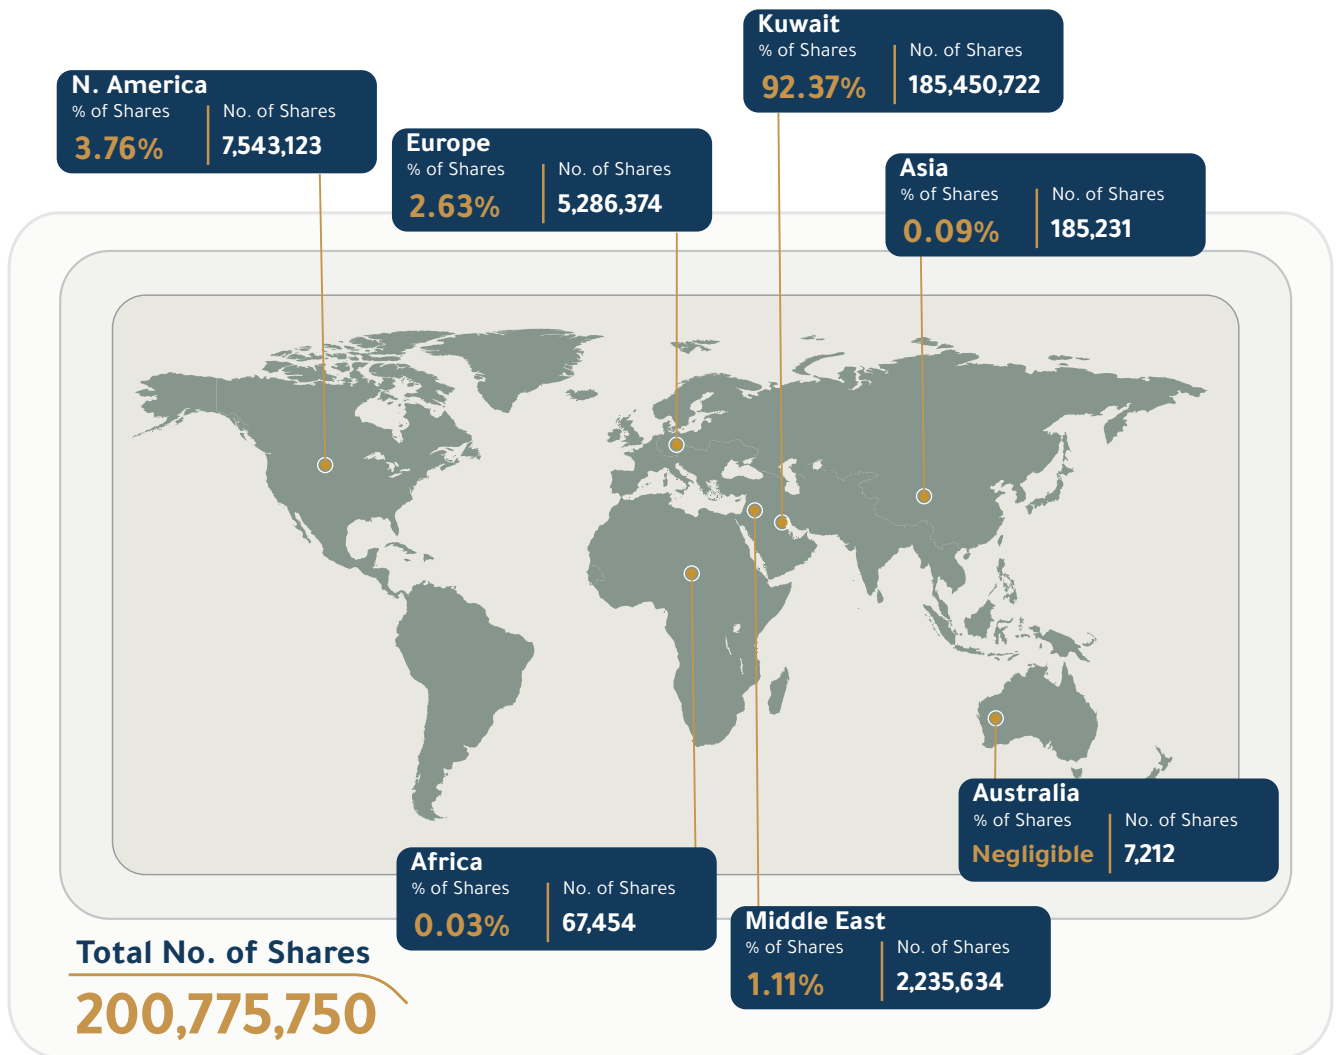 Kuwait
% of Shares
No. of Shares
92.37%
185,450,722
N. America
% of Shares
No. of Shares
3.76%
7,543,123
Europe
% of Shares
No. of Shares
2.63%
5,286,374
Asia
% of Shares
No. of Shares
0.09%
185,231
Australia
% of Shares
No. of Shares
Negligible
7,212
Africa
% of Shares
No. of Shares
0.03%
67,454
Middle East
% of Shares
No. of Shares
1.11%
2,235,634
Total No. of Shares
200,775,750